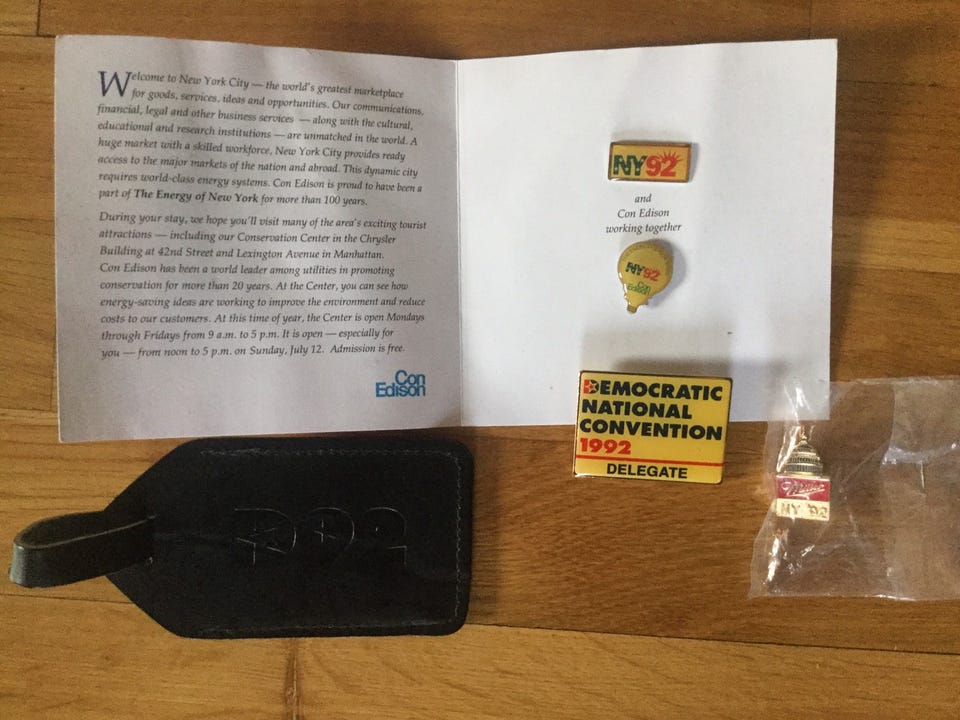 Welcome to New York City — the world's greatest marketplace
for goods, services, ideas and opportunities. Our communications,
financial, legal and other business services — along with the cultural,
educational and research institutions — are unmatched in the world. A
huge market with a skilled workforce, New York City provides ready
access to the major markets of the nation and abroad. This dynamic city
requires world-class energy systems. Con Edison is proud to have been a
part of The Energy of New York for more than 100 years.
During your stay, we hope you'll visit many of the area's exciting tourist
attractions — including our Conservation Center in the Chrysler
Building at 42nd Street and Lexington Avenue in Manhattan.
Con Edison has been a world leader among utilities in promoting
conservation for more than 20 years. At the Center, you can see how
energy-saving ideas are working to improve the environment and reduce
costs to our customers. At this time of year, the Center is open Mondays
through Fridays from 9 a.m. to 5 p.m. It is open — especially for
you — from noon to 5 p.m. on Sunday, July 12. Admission is free.
Con
Edison
NY92
and
Con Edison
working together
NY92
Con
Edison
DEMOCRATIC
NATIONAL
CONVENTION
1992
DELEGATE
NY '92